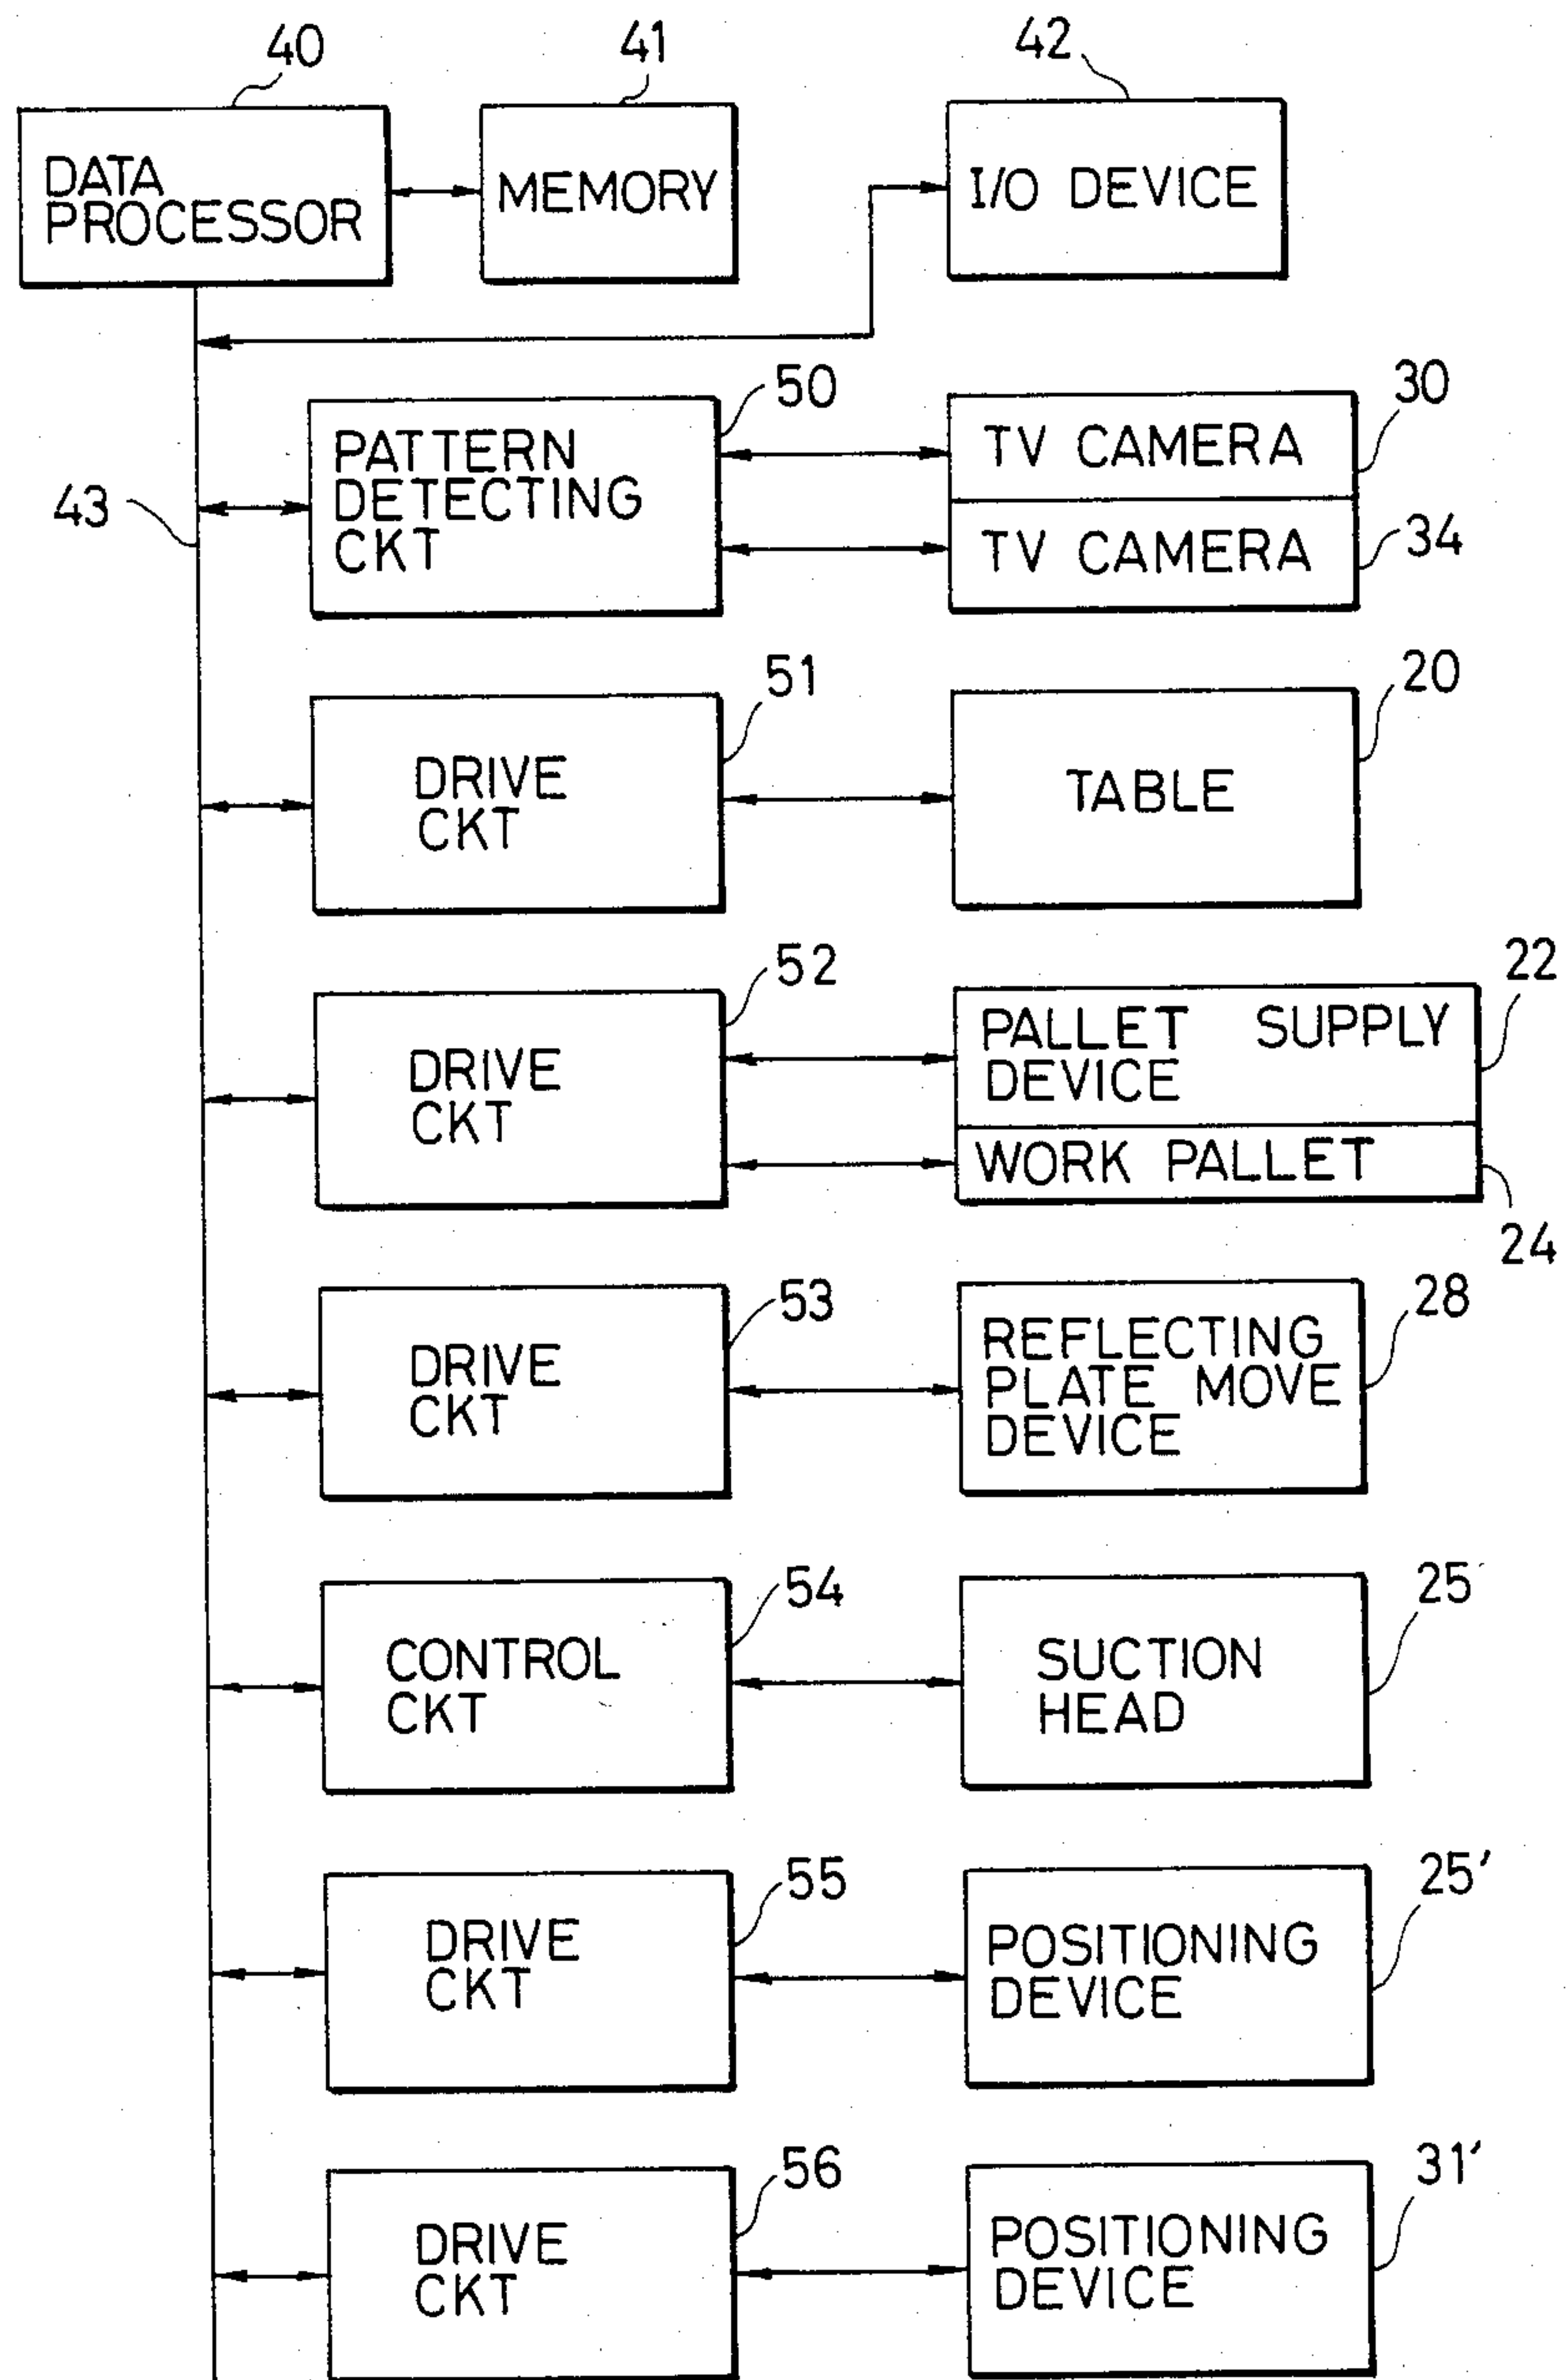 40
41
42
DATA
PROCESSOR
MEMORY
I/O DEVICE
43
50
30
PATTERN
DETECTING
CKT
TV CAMERA
TV CAMERA
34
51
20
DRIVE
CKT
TABLE
52
22
DRIVE
CKT
PALLET SUPPLY
DEVICE
WORK PALLET
24
53
28
DRIVE
CKT
REFLECTING
PLATE MOVE
DEVICE
54
25
CONTROL
CKT
SUCTION
HEAD
55
25'
DRIVE
CKT
POSITIONING
DEVICE
56
31'
DRIVE
CKT
POSITIONING
DEVICE